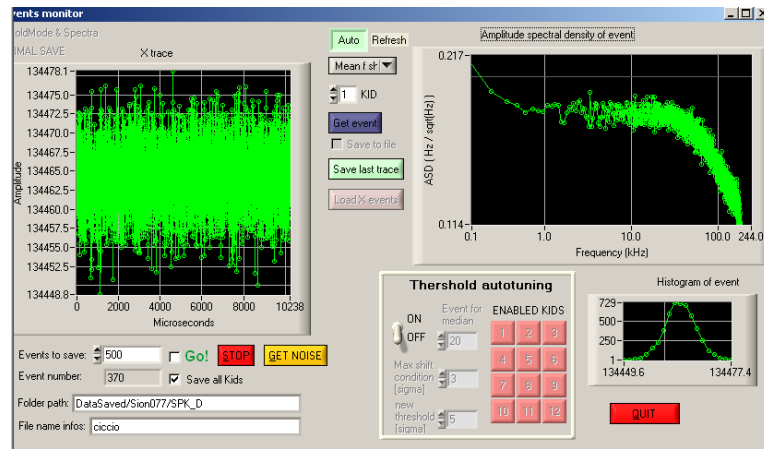 vents monitor
oldMode & Spectra
IMAL SAVE
X trace
Auto Refresh
Amplitude spectral density of event
Mean f sh
1 KID
Get event
Save to file
Save last trace
Load X events
134478.1
134475.0
134472.5
134470.0
134467.5
134465.0
134462.5
134460.0
134457.5
134455.0
134452.5
134448.8
Amplitude
0 2000 4000 6000 8000 10238
Microseconds
0.217
0.114
ASD ( Hz / sqrt(Hz)
0.1 1.0 10.0 100.0 244.0
Frequency (kHz)
Thershold autotuning
ON
OFF
Event for
median
20
Max shift
condition
[sigma]
3
new
threshold
[sigma]
5
ENABLED KIDS
1 2 3
4 5 6
7 8 9
10 11 12
Histogram of event
729
500
250
1
134449.6 134477.4
Events to save: 500 Go! STOP GET NOISE
Event number: 370 Save all Kids
Folder path: DataSaved/Sion077/SPK_D
File name infos: ciccio
QUIT